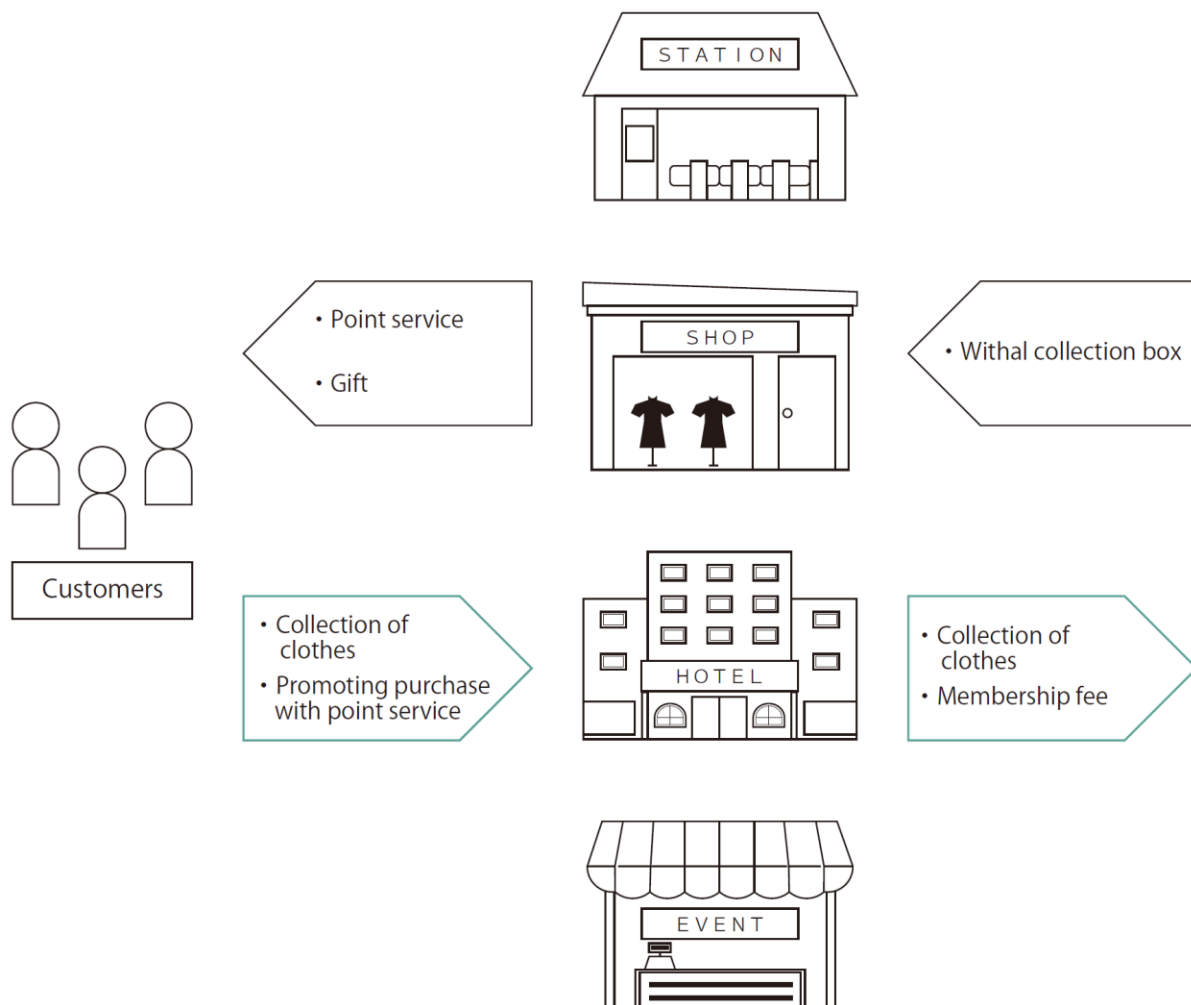 STATION
・Point service
・Gift
SHOP
・Withal collection box
Customers
・Collection of
clothes
・Promoting purchase
with point service
HOTEL
・Collection of
clothes
・Membership fee
EVENT